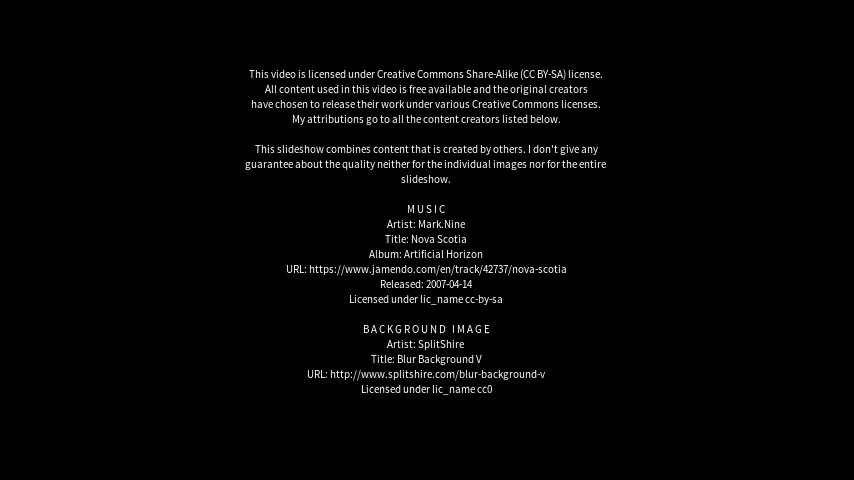 This video is licensed under Creative Commons Share-Alike (CC BY-SA) license.
All content used in this video is free available and the original creators
have chosen to release their work under various Creative Commons licenses.
My attributions go to all the content creators listed below.
This slideshow combines content that is created by others. I don't give any
guarantee about the quality neither for the individual images nor for the entire
slideshow.
MUSIC
Artist: Mark.Nine
Title: Nova Scotia
Album: Artificial Horizon
URL: https://www.jamendo.com/en/track/42737/nova-scotia
Released: 2007-04-14
Licensed under lic_name cc-by-sa
BACKGROUND IMAGE
Artist: SplitShire
Title: Blur Background V
URL: http://www.splitshire.com/blur-background-v
Licensed under lic_name cc0